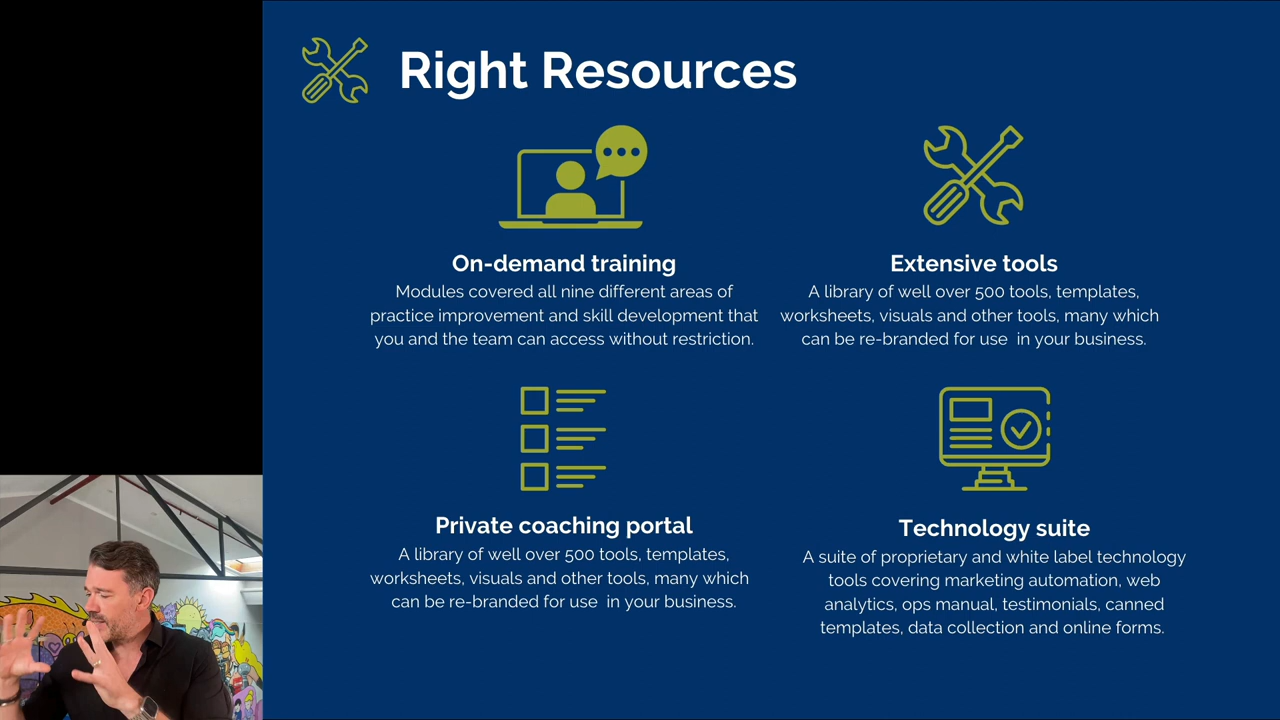 Right Resources
On-demand training
Modules covered all nine different areas of
practice improvement and skill development that
you and the team can access without restriction.
Extensive tools
A library of well over 500 tools, templates,
worksheets, visuals and other tools, many which
can be re-branded for use  in your business.
Private coaching portal
A library of well over 500 tools, templates,
worksheets, visuals and other tools, many which
can be re-branded for use  in your business.
Technology suite
A suite of proprietary and white label technology
tools covering marketing automation, web
analytics, ops manual, testimonials, canned
templates, data collection and online forms.